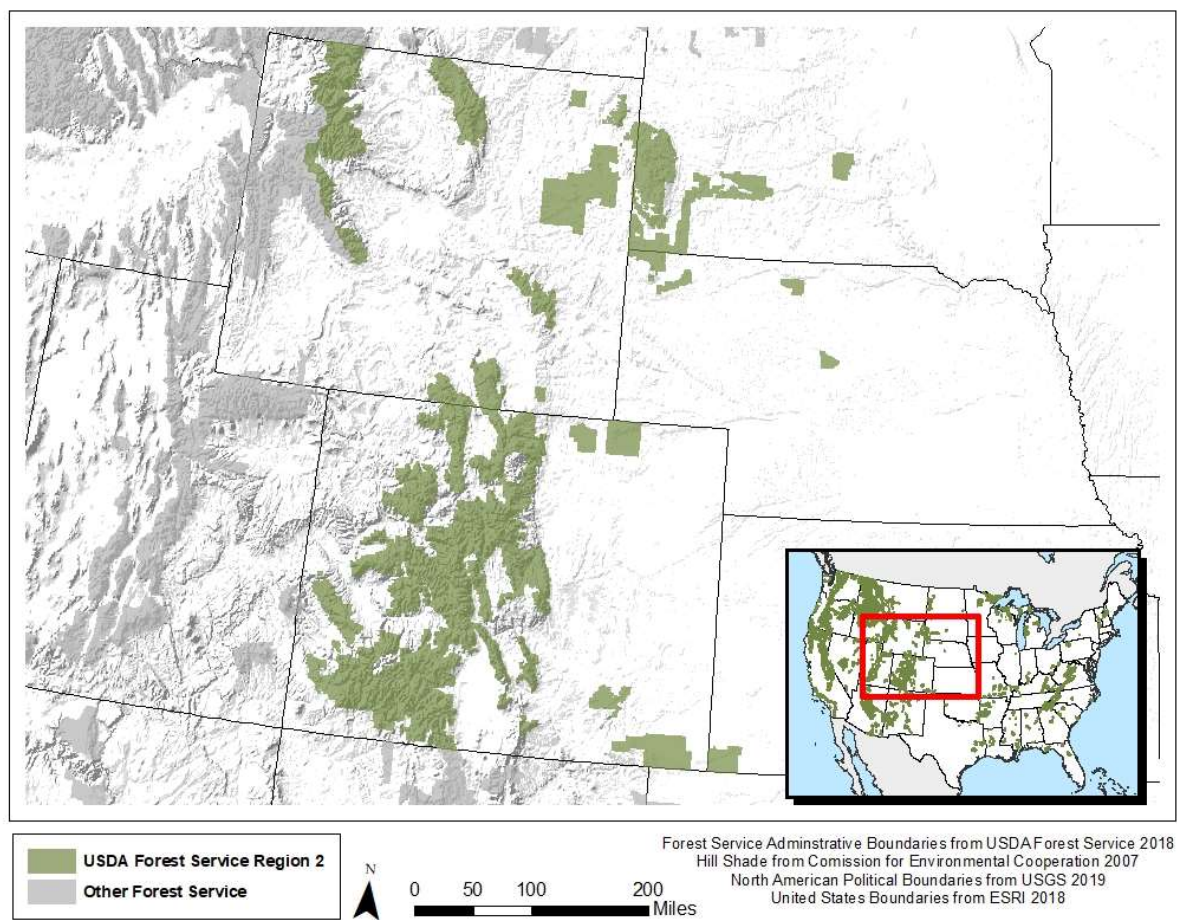 USDA Forest Service Region 2
Other Forest Service
N
0 50 100 200
Miles
Forest Service Adminstrative Boundaries from USDA Forest Service 2018
Hill Shade from Comission for Environmental Cooperation 2007
North American Political Boundaries from USGS 2019
United States Boundaries from ESRI 2018